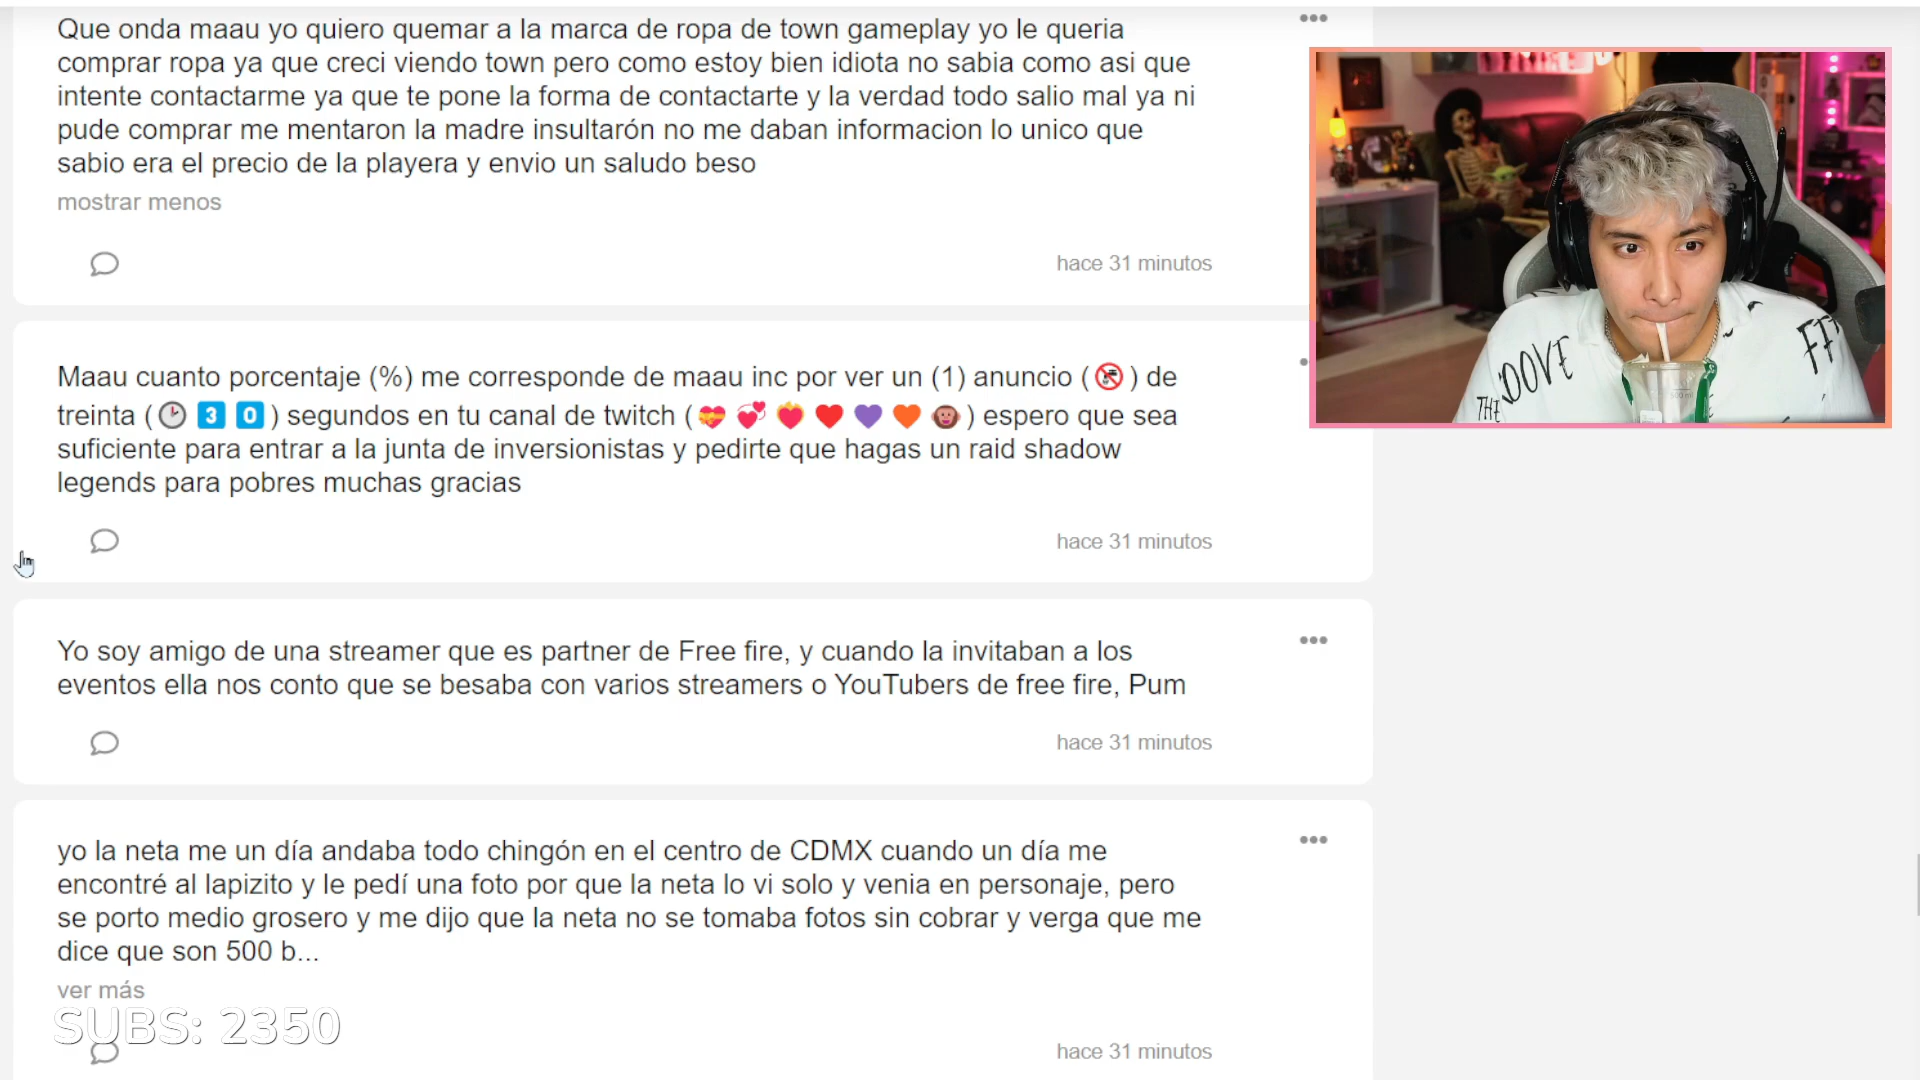 Que onda maau yo quiero quemar a la marca de ropa de town gameplay yo le queria
comprar ropa ya que creci viendo town pero como estoy bien idiota no sabia como asi que
intente contactarme ya que te pone la forma de contactarte y la verdad todo salio mal ya ni
pude comprar me mentaron la madre insultarón no me daban informacion lo unico que
sabio era el precio de la playera y envio un saludo beso
mostrar menos
hace 31 minutos
Maau cuanto porcentaje (%) me corresponde de maau inc por ver un (1) anuncio (🚱) de
treinta (🕑 3️⃣ 0️⃣) segundos en tu canal de twitch (💝 💞 ❤️‍🔥 ❤️ 💜 🧡 🐵) espero que sea
suficiente para entrar a la junta de inversionistas y pedirte que hagas un raid shadow
legends para pobres muchas gracias
hace 31 minutos
Yo soy amigo de una streamer que es partner de Free fire, y cuando la invitaban a los
eventos ella nos conto que se besaba con varios streamers o YouTubers de free fire, Pum
hace 31 minutos
yo la neta me un día andaba todo chingón en el centro de CDMX cuando un día me
encontré al lapizito y le pedí una foto por que la neta lo vi solo y venia en personaje, pero
se porto medio grosero y me dijo que la neta no se tomaba fotos sin cobrar y verga que me
dice que son 500 b...
ver más
SUBS: 2350
hace 31 minutos
THE